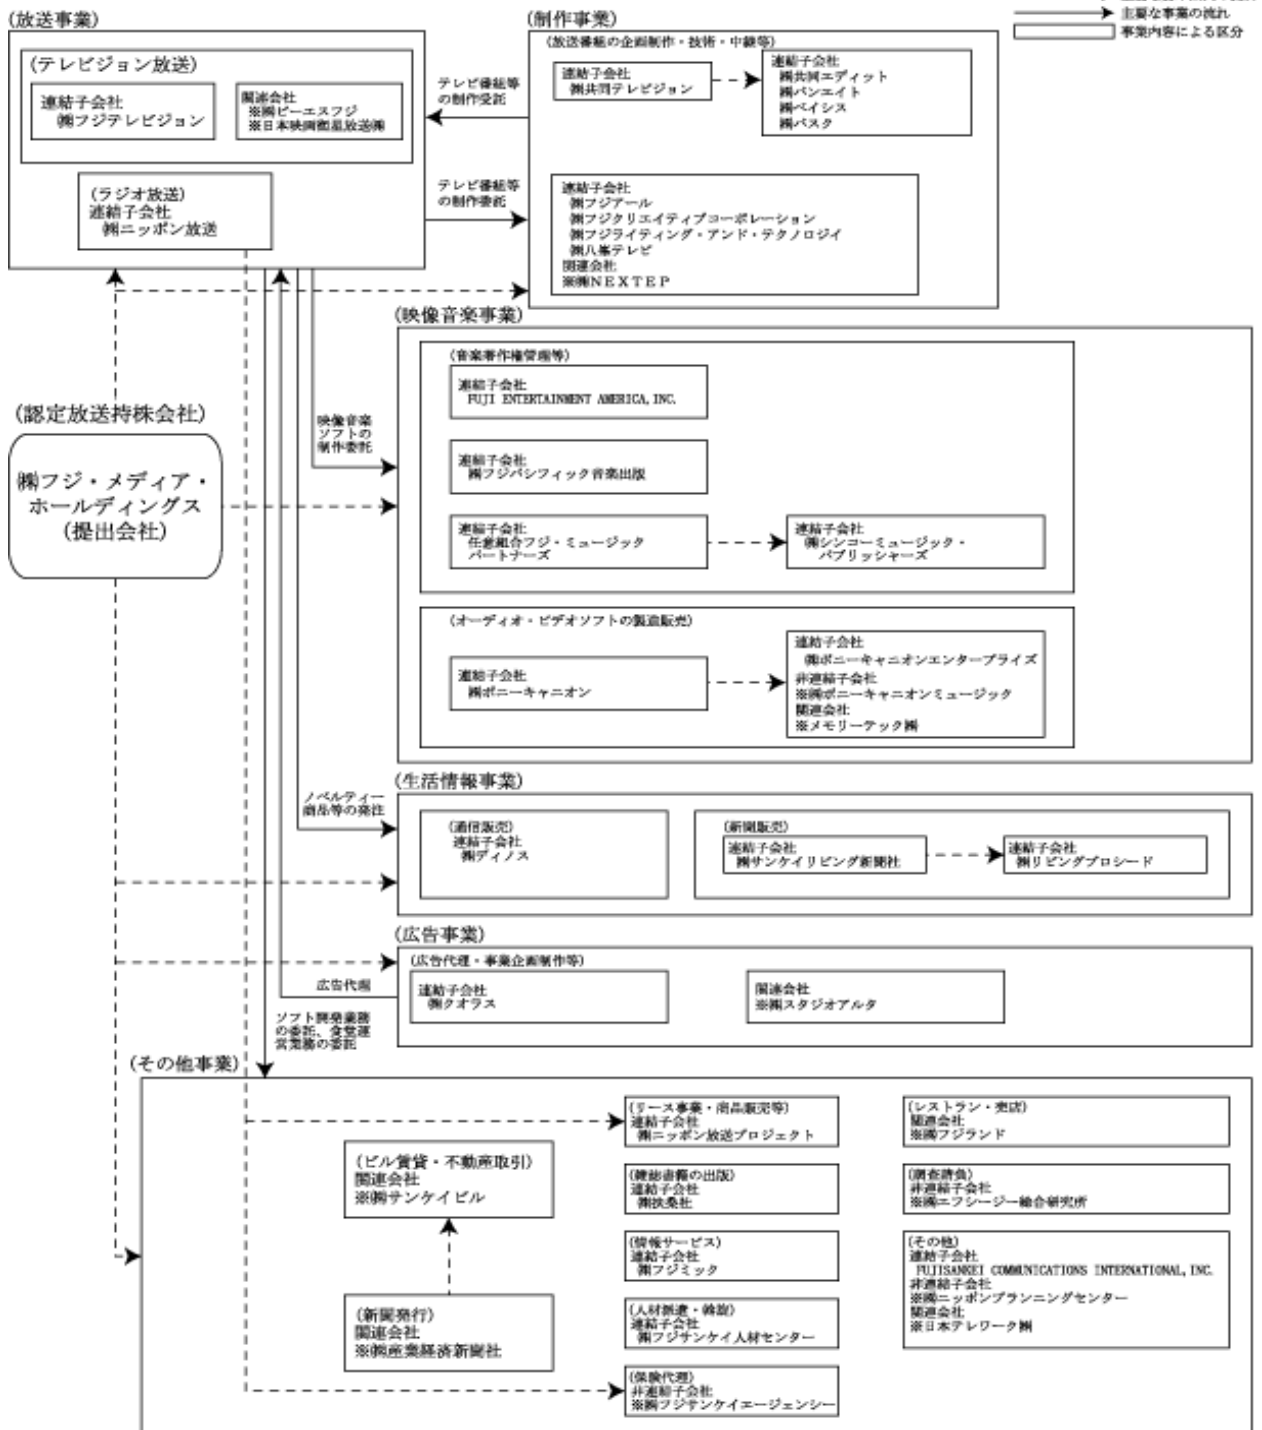 主要な事業の流れ
事業内容による区分
(放送事業)
(テレビジョン放送)
連結子会社
㈱フジテレビジョン
関連会社
※㈱ビーエスフジ
※日本映画衛星放送㈱
(ラジオ放送)
連結子会社
㈱ニッポン放送
テレビ番組等
の制作受託
テレビ番組等
の制作委託
(制作事業)
(放送番組の企画制作・技術・中継等)
連結子会社
㈱共同テレビジョン
連結子会社
㈱共同エディット
㈱バンエイト
㈱ベイシス
㈱バスク
連結子会社
㈱フジアール
㈱フジクリエイティブコーポレーション
㈱フジライティング・アンド・テクノロジイ
㈱八峯テレビ
関連会社
※㈱NEXTEP
(認定放送持株会社)
㈱フジ・メディア・
ホールディングス
(提出会社)
映像音楽
ソフトの
制作委託
(映像音楽事業)
(音楽著作権管理等)
連結子会社
FUJI ENTERTAINMENT AMERICA, INC.
連結子会社
㈱フジパシフィック音楽出版
連結子会社
任意組合フジ・ミュージック
パートナーズ
連結子会社
㈱シンコーミュージック・
パブリッシャーズ
(オーディオ・ビデオソフトの製造販売)
連結子会社
㈱ポニーキャニオン
連結子会社
㈱ポニーキャニオンエンタープライズ
非連結子会社
※㈱ポニーキャニオンミュージック
関連会社
※メモリーテック㈱
ノベルティー
商品等の発注
(生活情報事業)
(通信販売)
連結子会社
㈱ディノス
(新聞販売)
連結子会社
㈱サンケイリビング新聞社
連結子会社
㈱リビングプロシード
(広告事業)
(広告代理・事業企画制作等)
連結子会社
㈱クオラス
関連会社
※㈱スタジオアルタ
広告代理
ソフト開発業務
の委託、食堂運
営業務の委託
(その他事業)
(ビル賃貸・不動産取引)
関連会社
※㈱サンケイビル
(新聞発行)
関連会社
※㈱産業経済新聞社
(リース事業・商品販売等)
連結子会社
㈱ニッポン放送プロジェクト
(雑誌書籍の出版)
連結子会社
㈱扶桑社
(情報サービス)
連結子会社
㈱フジミック
(人材派遣・斡旋)
連結子会社
㈱フジサンケイ人材センター
(保険代理)
非連結子会社
※㈱フジサンケイエージェンシー
(レストラン・売店)
関連会社
※㈱フジランド
(調査請負)
非連結子会社
※㈱エフシージー総合研究所
(その他)
連結子会社
FUJISANKEI COMMUNICATIONS INTERNATIONAL, INC.
非連結子会社
※㈱ニッポンプランニングセンター
関連会社
※日本テレワーク㈱